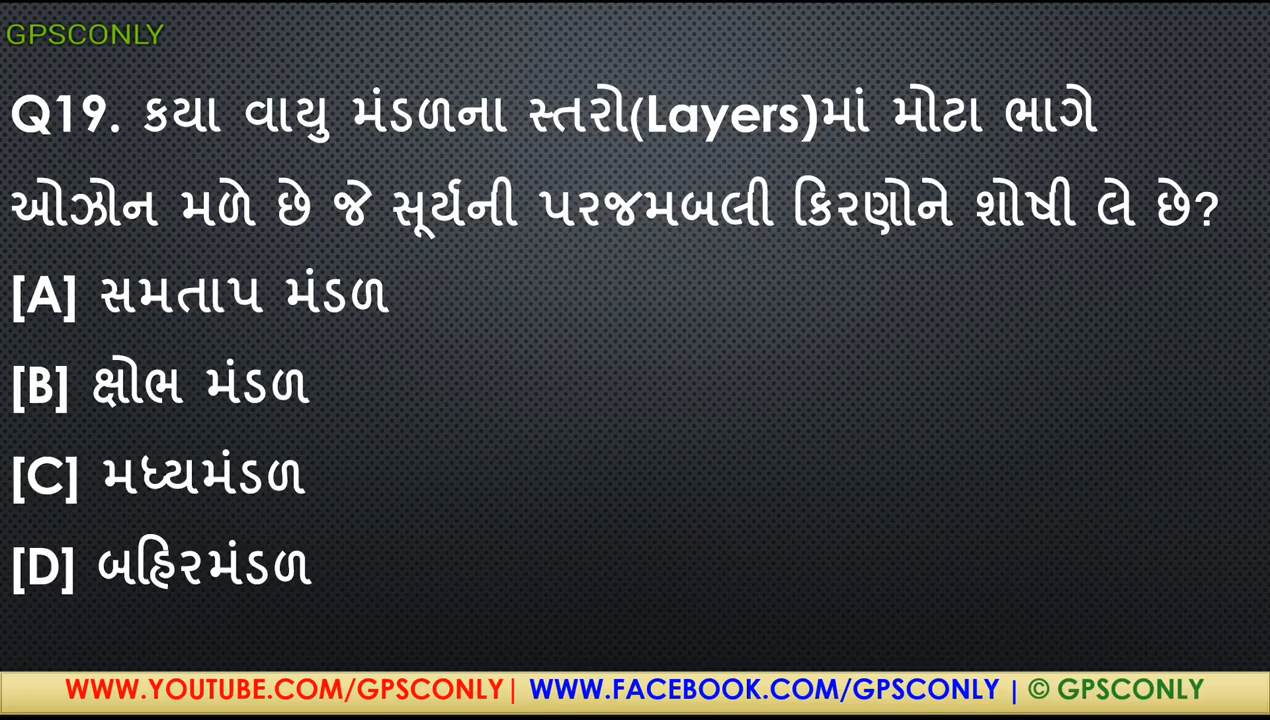 GPSCONLY
Q19. કયા વાયુ મંડળના સ્તરો(Layers)માં મોટા ભાગે
ઓઝોન મળે છે જે સૂર્યની પરજમબલી કિરણોને શોષી લે છે?
[A] સમતાપ મંડળ
[B] ક્ષોભ મંડળ
[C] મધ્યમંડળ
[D] બહિરમંડળ
WWW.YOUTUBE.COM/GPSCONLY| WWW.FACEBOOK.COM/GPSCONLY | © GPSCONLY